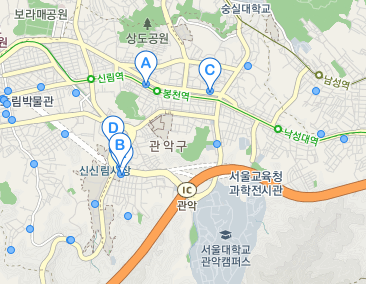 보라매공원
숭실대학교
상도공원
원
A
C
신림역
봉천역
남성역
림박물관
D
B
관악구
낙성대역
신신림시장
IC
관악
서울교육청
과학전시관
서울대학교
관악캠퍼스